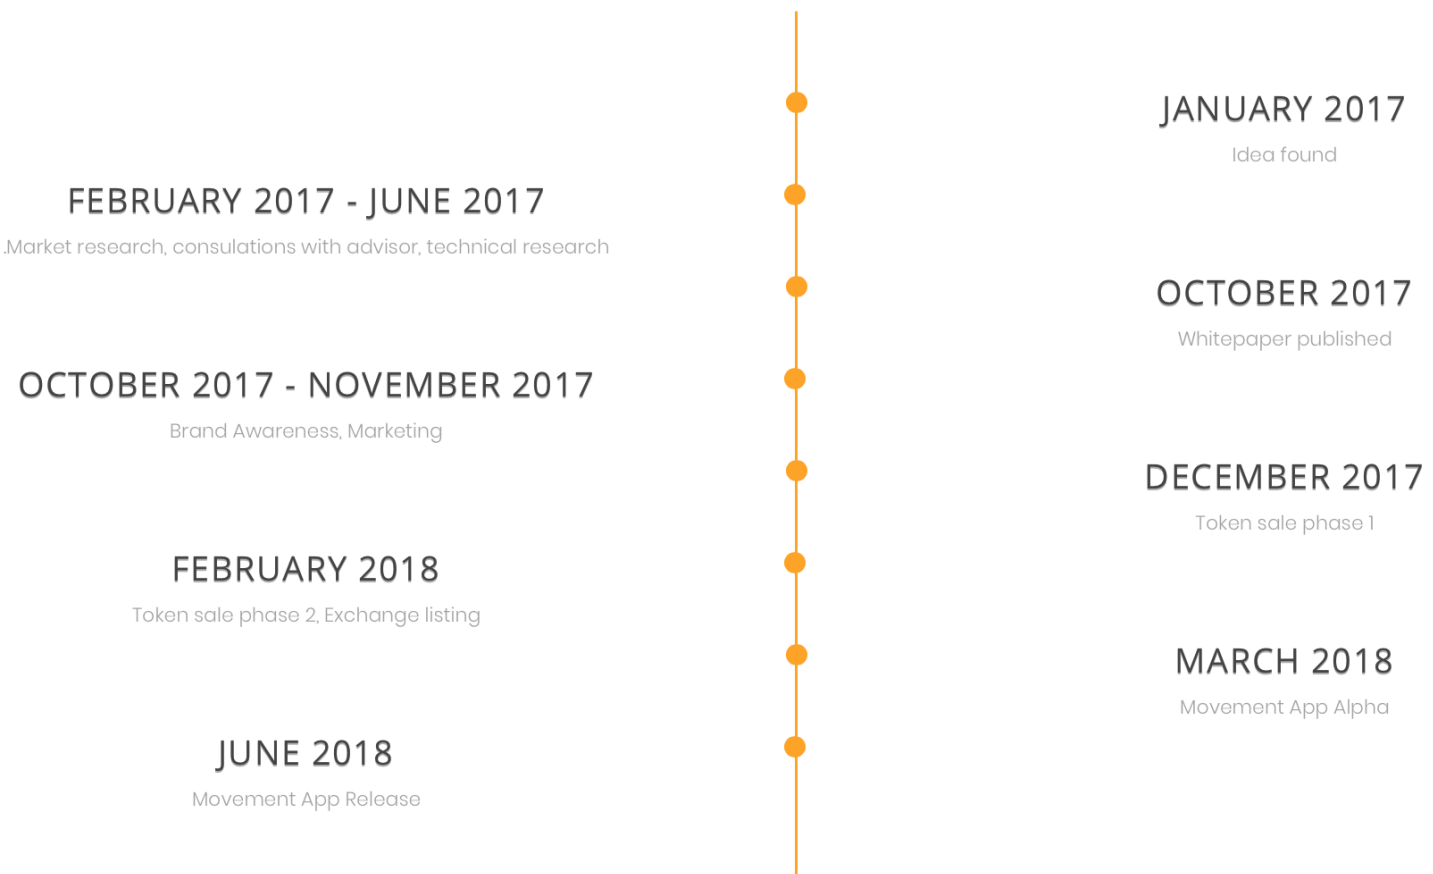 JANUARY 2017
Idea found
FEBRUARY 2017 - JUNE 2017
.Market research, consulations with advisor, technical research
OCTOBER 2017
Whitepaper published
OCTOBER 2017 - NOVEMBER 2017
Brand Awareness, Marketing
DECEMBER 2017
Token sale phase 1
FEBRUARY 2018
Token sale phase 2, Exchange listing
MARCH 2018
Movement App Alpha
JUNE 2018
Movement App Release